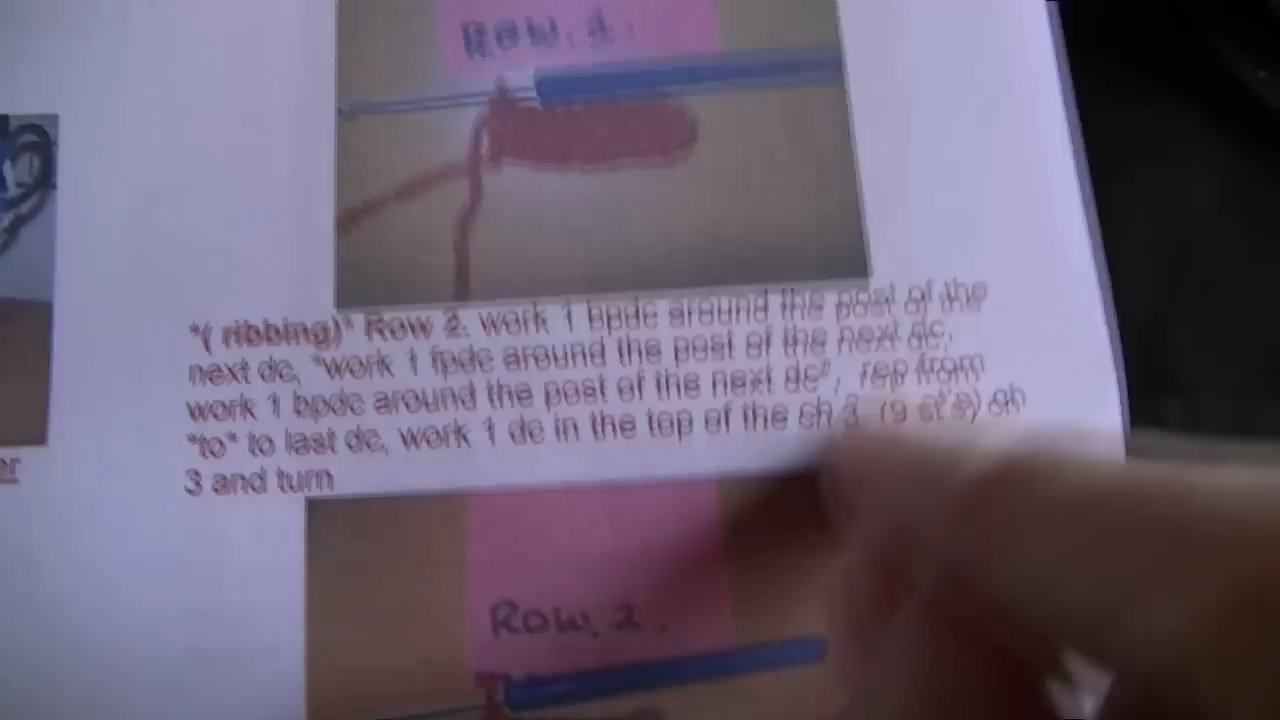 Row. 1.
*( ribbing)* Row 2. work 1 bpdc around the post of the
next dc, *work 1 fpdc around the post of the next dc,
work 1 bpdc around the post of the next dc*, rep from
*to* to last dc, work 1 dc in the top of the ch 3. (9 st's) ch
3 and turn
er
Row. 2.